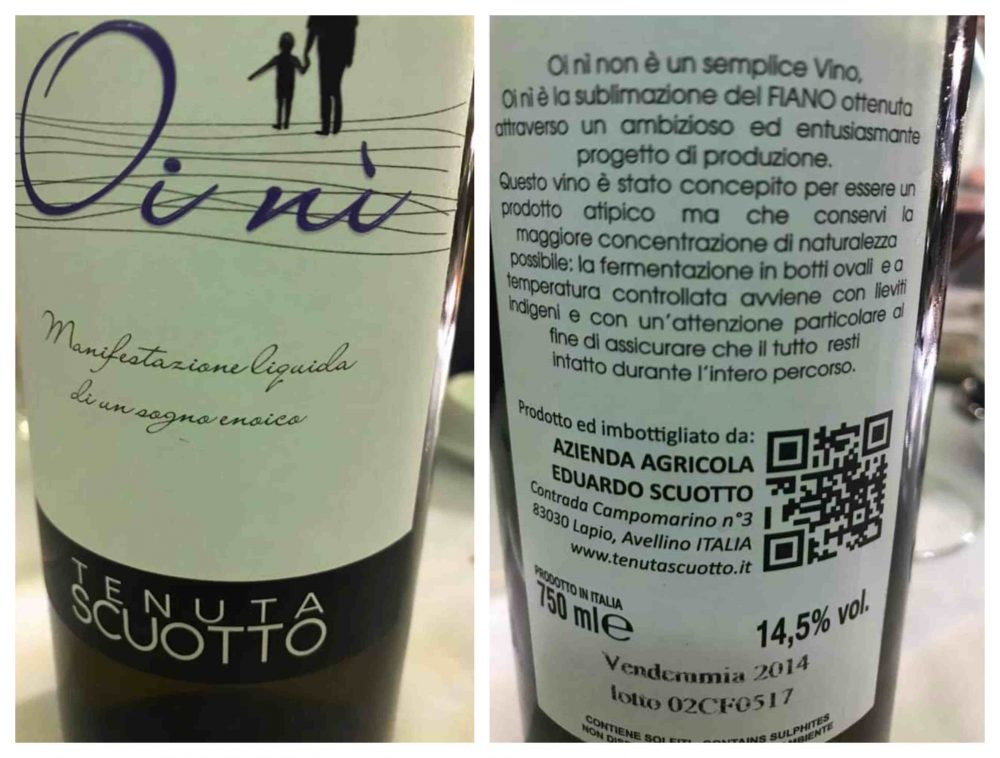 Oi nì
Manifestazione liquida
di un sogno enoico
TENUTA
SCUOTTO
Oi nì non è un semplice Vino,
Oi nì è la sublimazione del FIANO ottenuta
attraverso un ambizioso ed entusiasmante
progetto di produzione.
Questo vino è stato concepito per essere un
prodotto atipico ma che conservi la
maggiore concentrazione di naturalezza
possibile: la fermentazione in botti ovali e a
temperatura controllata avviene con lieviti
indigeni e con un'attenzione particolare al
fine di assicurare che il tutto resti
intatto durante l'intero percorso.
Prodotto ed imbottigliato da:
AZIENDA AGRICOLA
EDUARDO SCUOTTO
Contrada Campomarino n°3
83030 Lapio, Avellino ITALIA
www.tenutascuotto.it
PRODOTTO IN ITALIA
750 ml e
14,5% vol.
Vendemmia 2014
lotto 02CF0517
CONTIENE SOLFITI - CONTAINS SULPHITES
NON AMBIENTE